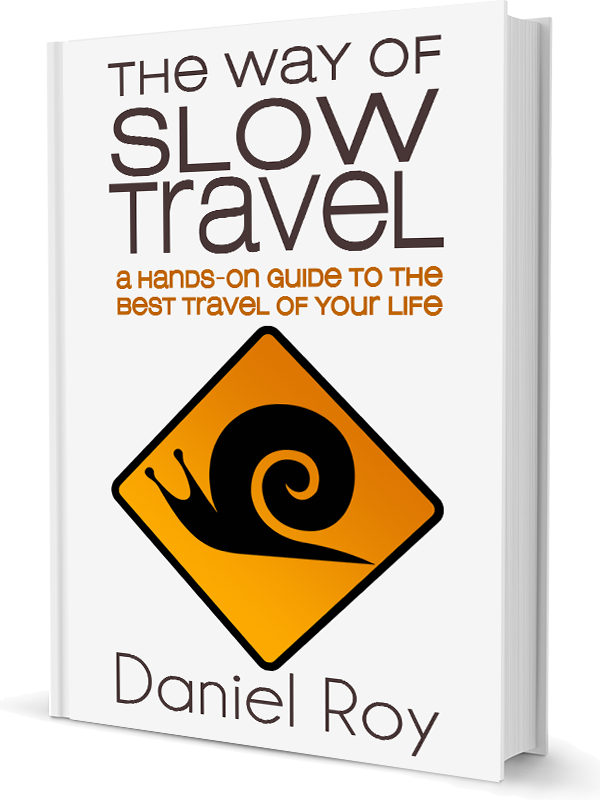 THE WAY OF
SLOW
TRAVEL
A HANDS-ON GUIDE TO THE
BEST TRAVEL OF YOUR LIFE
Daniel Roy